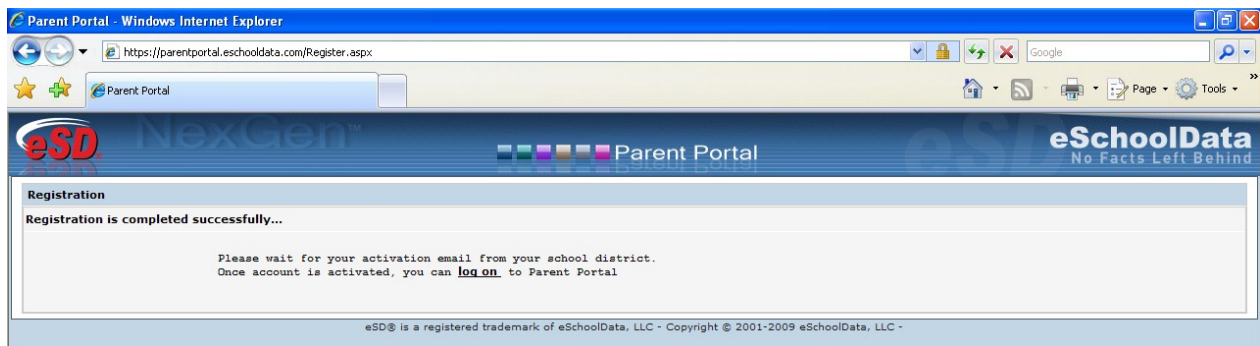 Parent Portal - Windows Internet Explorer
https://parentportal.eschooldata.com/Register.aspx
Google
Parent Portal
Page
Tools
»
eSD®
NexGen™
Parent Portal
eSD
eSchoolData
No Facts Left Behind
Registration
Registration is completed successfully...
Please wait for your activation email from your school district.
Once account is activated, you can log on to Parent Portal
eSD® is a registered trademark of eSchoolData, LLC - Copyright © 2001-2009 eSchoolData, LLC -